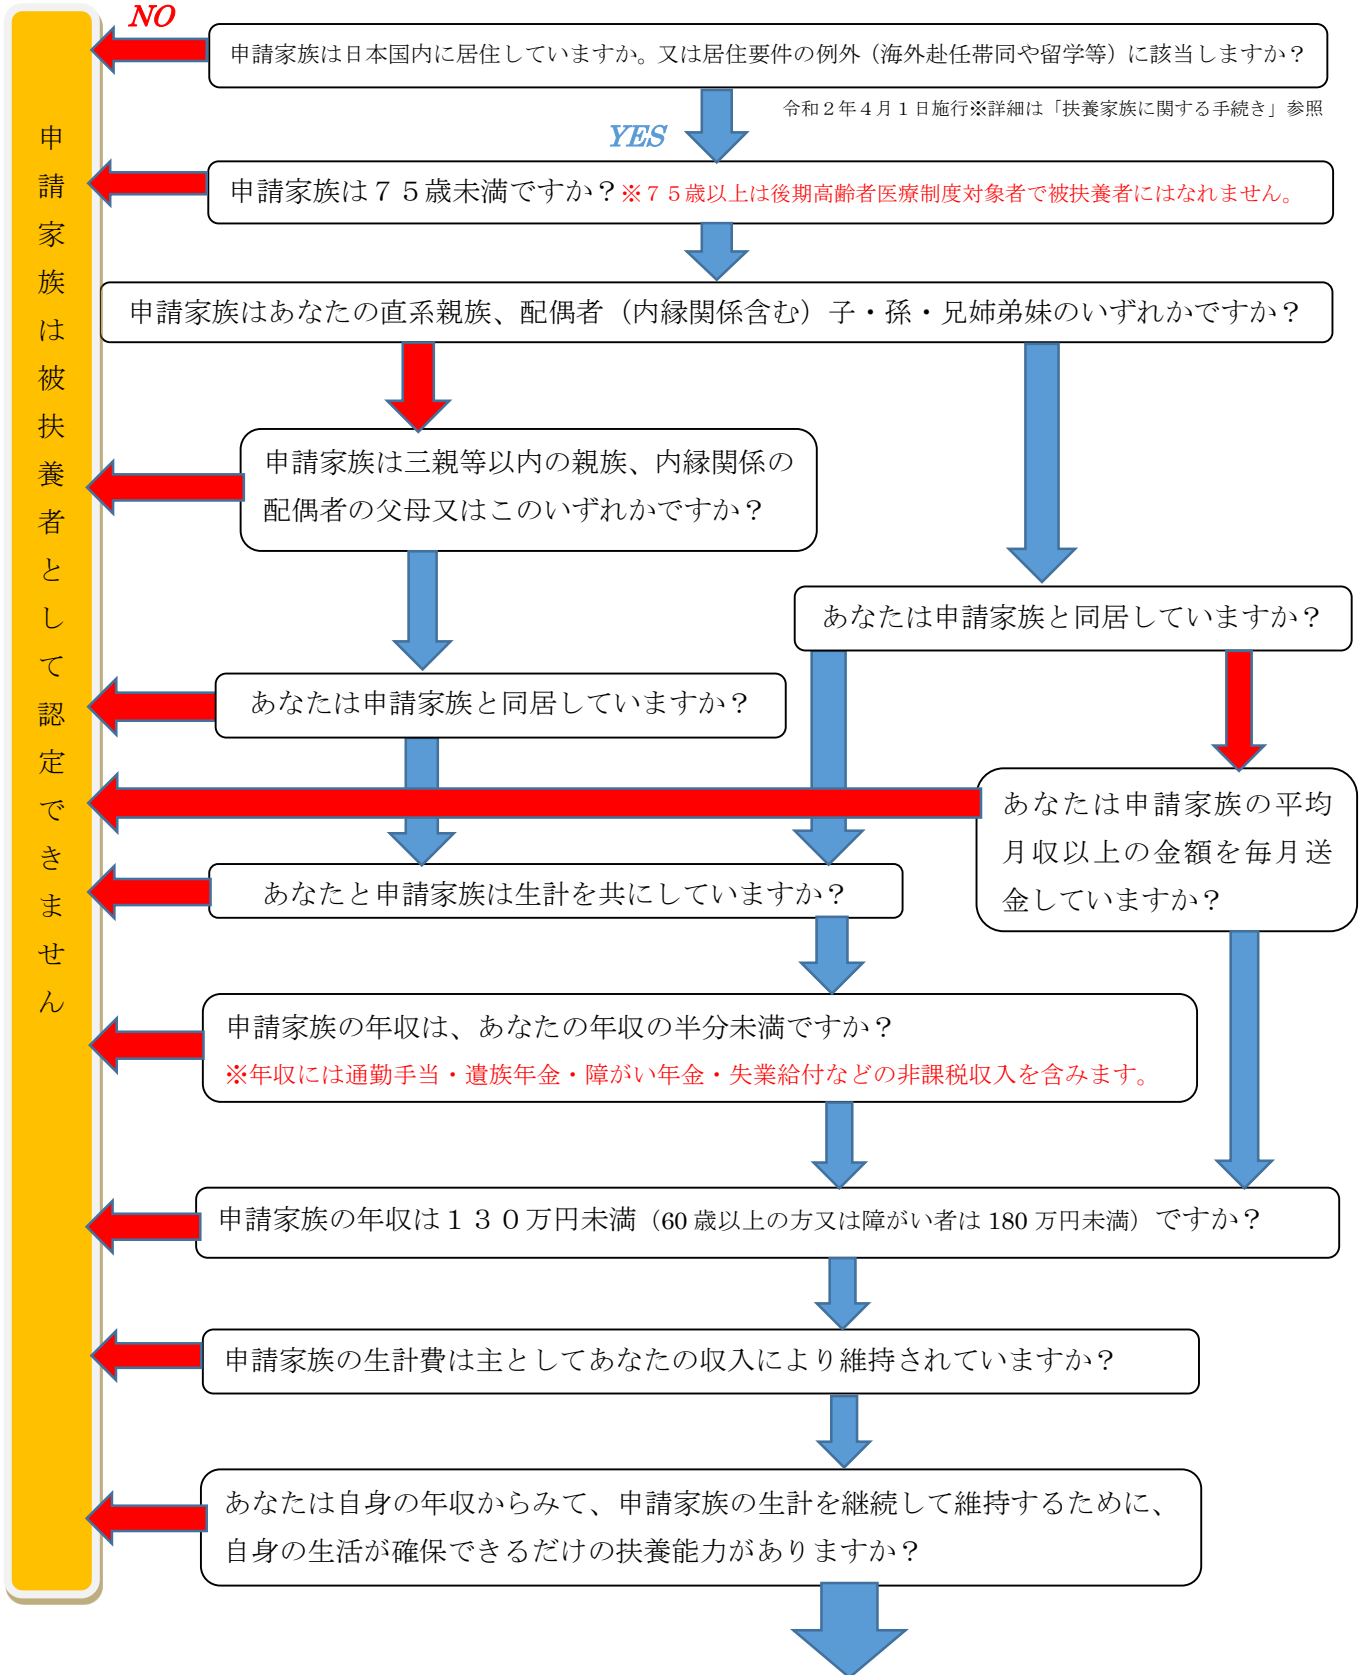 NO
申請家族は日本国内に居住していますか。又は居住要件の例外（海外赴任帯同や留学等）に該当しますか？
令和２年４月１日施行※詳細は「扶養家族に関する手続き」参照
YES
申請家族は７５歳未満ですか？※７５歳以上は後期高齢者医療制度対象者で被扶養者にはなれません。
申請家族はあなたの直系親族、配偶者（内縁関係含む）子・孫・兄姉弟妹のいずれかですか？
申請家族は三親等以内の親族、内縁関係の
配偶者の父母又はこのいずれかですか？
あなたは申請家族と同居していますか？
あなたは申請家族と同居していますか？
あなたは申請家族の平均
月収以上の金額を毎月送
金していますか？
あなたと申請家族は生計を共にしていますか？
申請家族の年収は、あなたの年収の半分未満ですか？
※年収には通勤手当・遺族年金・障がい年金・失業給付などの非課税収入を含みます。
申請家族の年収は１３０万円未満（60 歳以上の方又は障がい者は 180 万円未満）ですか？
申請家族の生計費は主としてあなたの収入により維持されていますか？
あなたは自身の年収からみて、申請家族の生計を継続して維持するために、
自身の生活が確保できるだけの扶養能力がありますか？
申請家族は被扶養者として認定できません